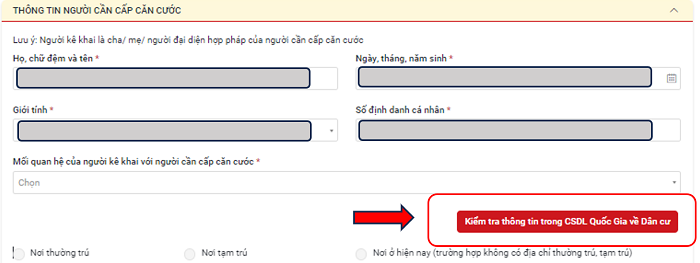 THÔNG TIN NGƯỜI CẦN CẤP CĂN CƯỚC
Lưu ý: Người kê khai là cha/ mẹ/ người đại diện hợp pháp của người cần cấp căn cước
Họ, chữ đệm và tên *
Ngày, tháng, năm sinh *
Giới tính *
Số định danh cá nhân *
Mối quan hệ của người kê khai với người cần cấp căn cước *
Chọn
Kiểm tra thông tin trong CSDL Quốc Gia về Dân cư
Nơi thường trú
Nơi tạm trú
Nơi ở hiện nay (trường hợp không có địa chỉ thường trú, tạm trú)